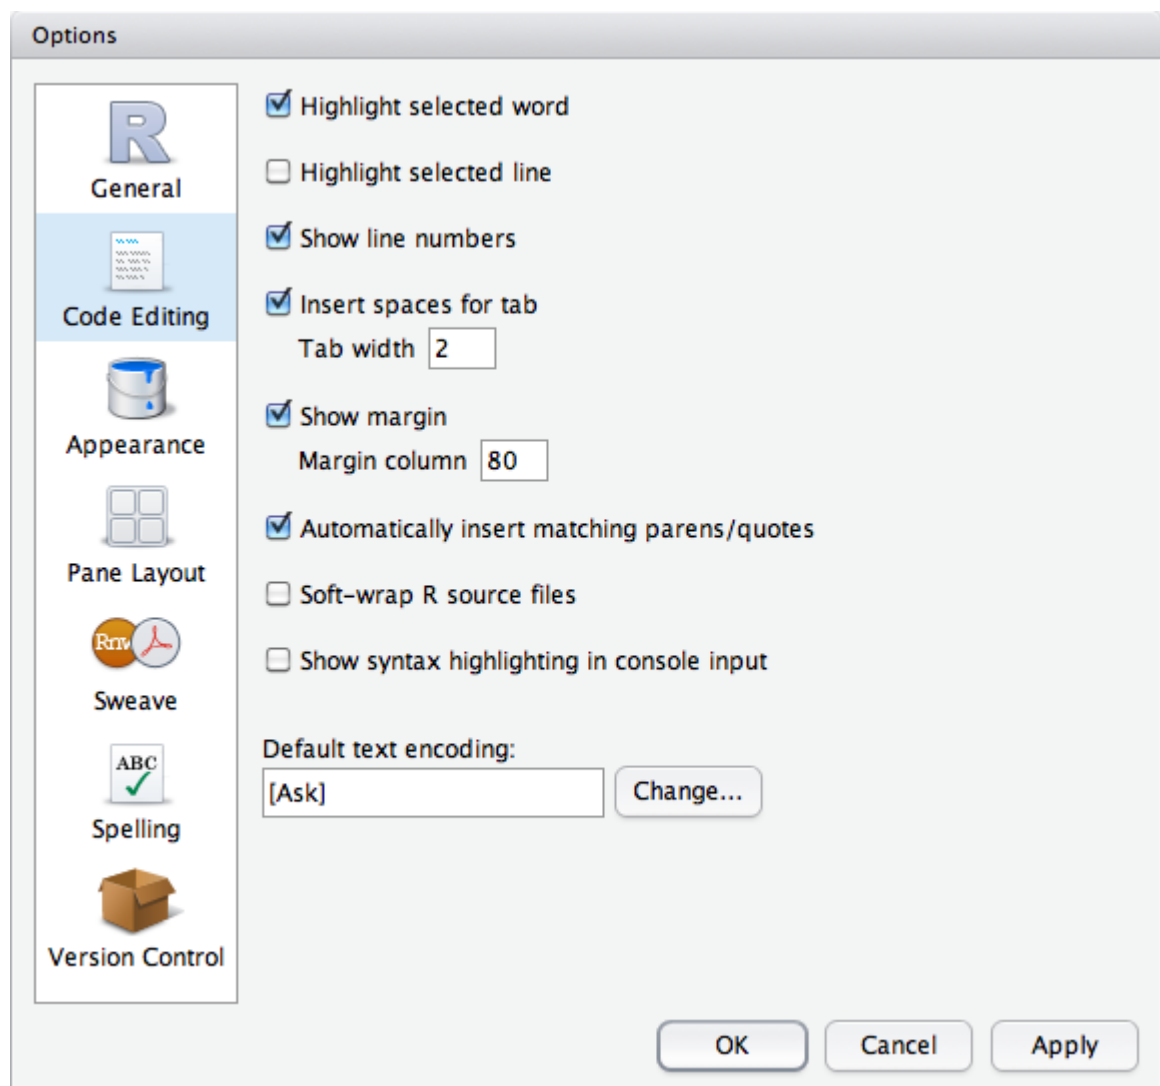 Options
R
General
Code Editing
Appearance
Pane Layout
Rnw
Sweave
ABC
Spelling
Version Control
Highlight selected word
Highlight selected line
Show line numbers
Insert spaces for tab
Tab width 2
Show margin
Margin column 80
Automatically insert matching parens/quotes
Soft-wrap R source files
Show syntax highlighting in console input
Default text encoding:
[Ask] Change...
OK Cancel Apply